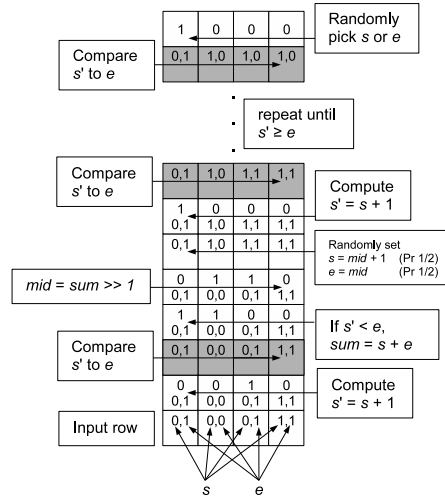 1 0 0 0
Randomly
pick s or e
Compare
s' to e
0,1 1,0 1,0 1,0
repeat until
s' ≥ e
Compare
s' to e
0,1 1,0 1,1 1,1
Compute
s' = s + 1
1 0 0 0
0,1 1,0 1,1 1,1
0,1 1,0 1,1 1,1
Randomly set
s = mid + 1 (Pr 1/2)
e = mid (Pr 1/2)
mid = sum >> 1
0 1 1 0
0,1 0,0 0,1 1,1
1 1 0 0
0,1 0,0 0,1 1,1
If s' < e,
sum = s + e
Compare
s' to e
0,1 0,0 0,1 1,1
0 0 1 0
0,1 0,0 0,1 1,1
Compute
s' = s + 1
Input row
0,1 0,0 0,1 1,1
s e